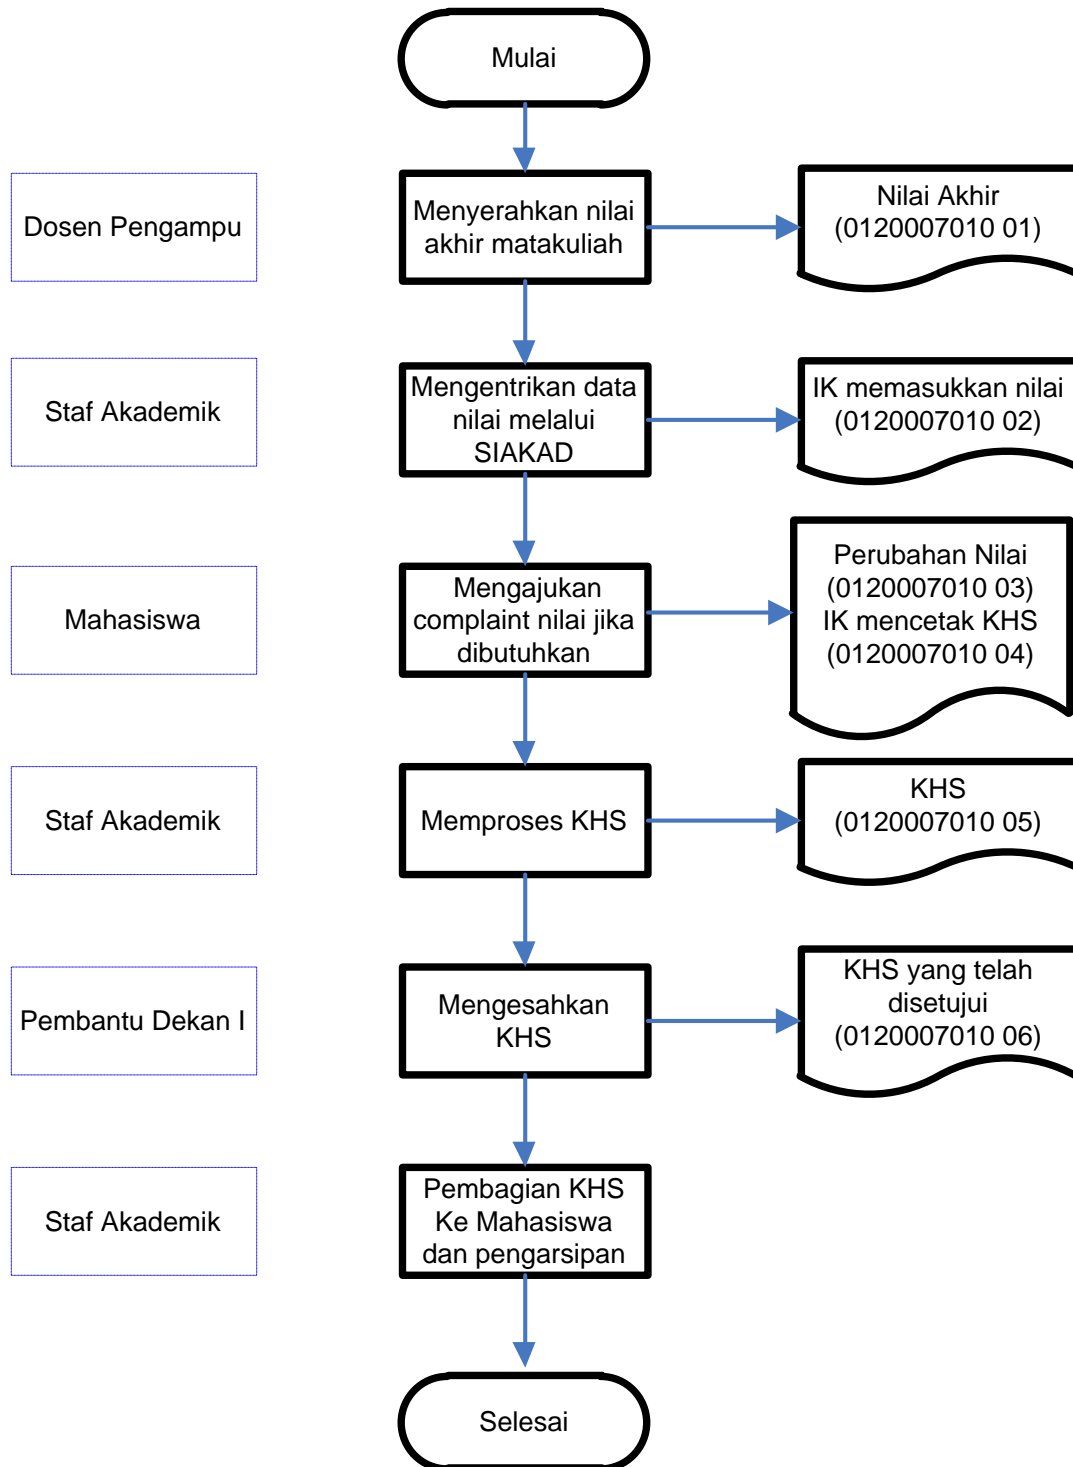 Mulai
Dosen Pengampu
Menyerahkan nilai
akhir matakuliah
Nilai Akhir
(0120007010 01)
Staf Akademik
Mengentrikan data
nilai melalui
SIAKAD
IK memasukkan nilai
(0120007010 02)
Mahasiswa
Mengajukan
complaint nilai jika
dibutuhkan
Perubahan Nilai
(0120007010 03)
IK mencetak KHS
(0120007010 04)
Staf Akademik
Memproses KHS
KHS
(0120007010 05)
Pembantu Dekan I
Mengesahkan
KHS
KHS yang telah
disetujui
(0120007010 06)
Staf Akademik
Pembagian KHS
Ke Mahasiswa
dan pengarsipan
Selesai